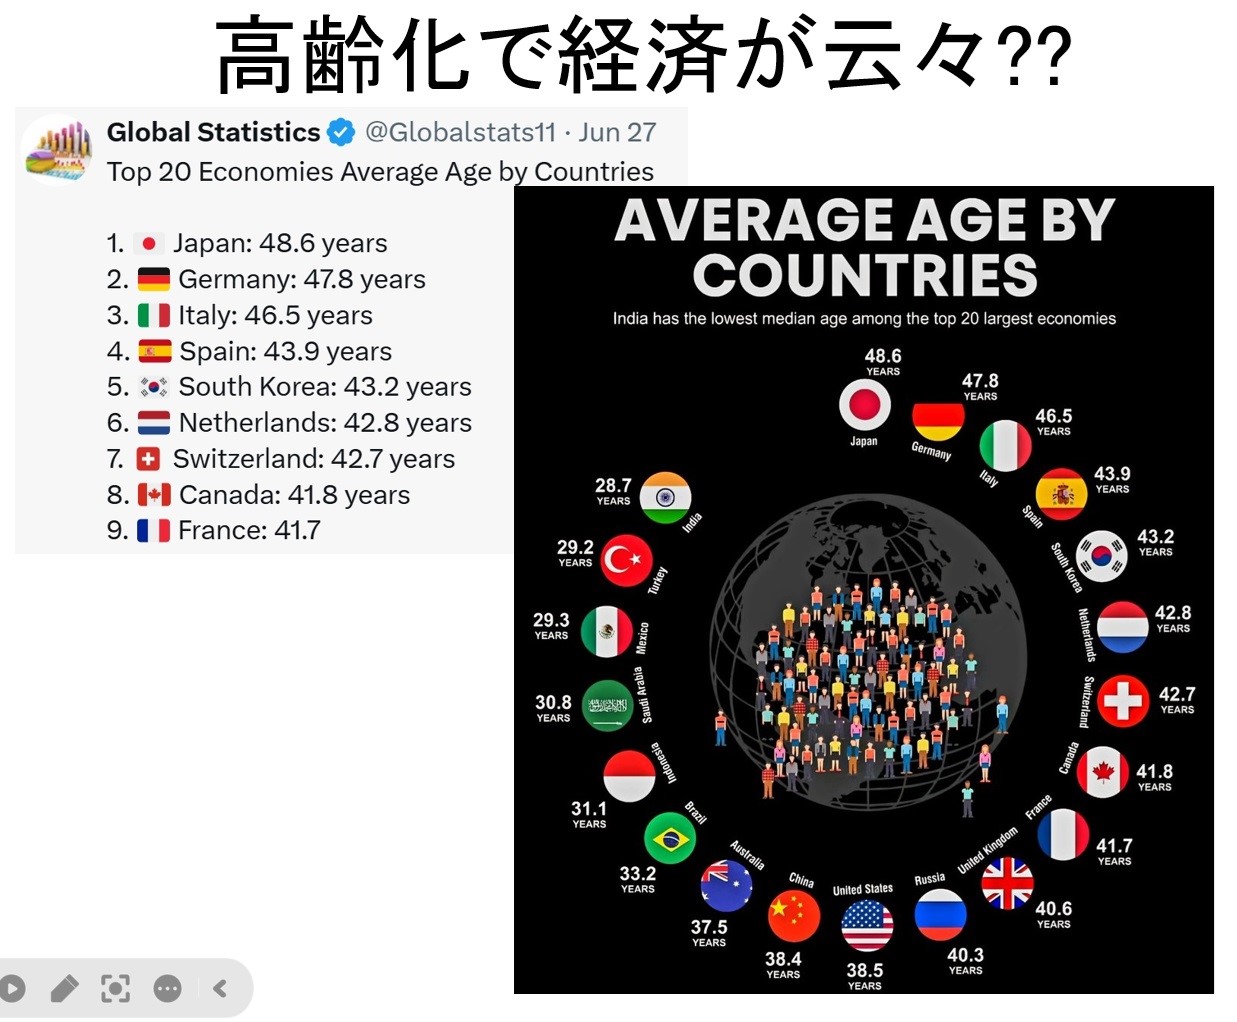 高齢化で経済が云々??
Global Statistics @Globalstats11 · Jun 27
Top 20 Economies Average Age by Countries
1. Japan: 48.6 years
2. Germany: 47.8 years
3. Italy: 46.5 years
4. Spain: 43.9 years
5. South Korea: 43.2 years
6. Netherlands: 42.8 years
7. Switzerland: 42.7 years
8. Canada: 41.8 years
9. France: 41.7
AVERAGE AGE BY
COUNTRIES
India has the lowest median age among the top 20 largest economies
48.6
YEARS
Japan
47.8
YEARS
Germany
46.5
YEARS
Italy
43.9
YEARS
Spain
43.2
YEARS
South Korea
42.8
YEARS
Netherlands
42.7
YEARS
Switzerland
41.8
YEARS
Canada
41.7
YEARS
France
40.6
YEARS
United Kingdom
40.3
YEARS
Russia
38.5
YEARS
United States
38.4
YEARS
China
37.5
YEARS
Australia
33.2
YEARS
Brazil
31.1
YEARS
Indonesia
30.8
YEARS
Saudi Arabia
29.3
YEARS
Mexico
29.2
YEARS
Turkey
28.7
YEARS
India